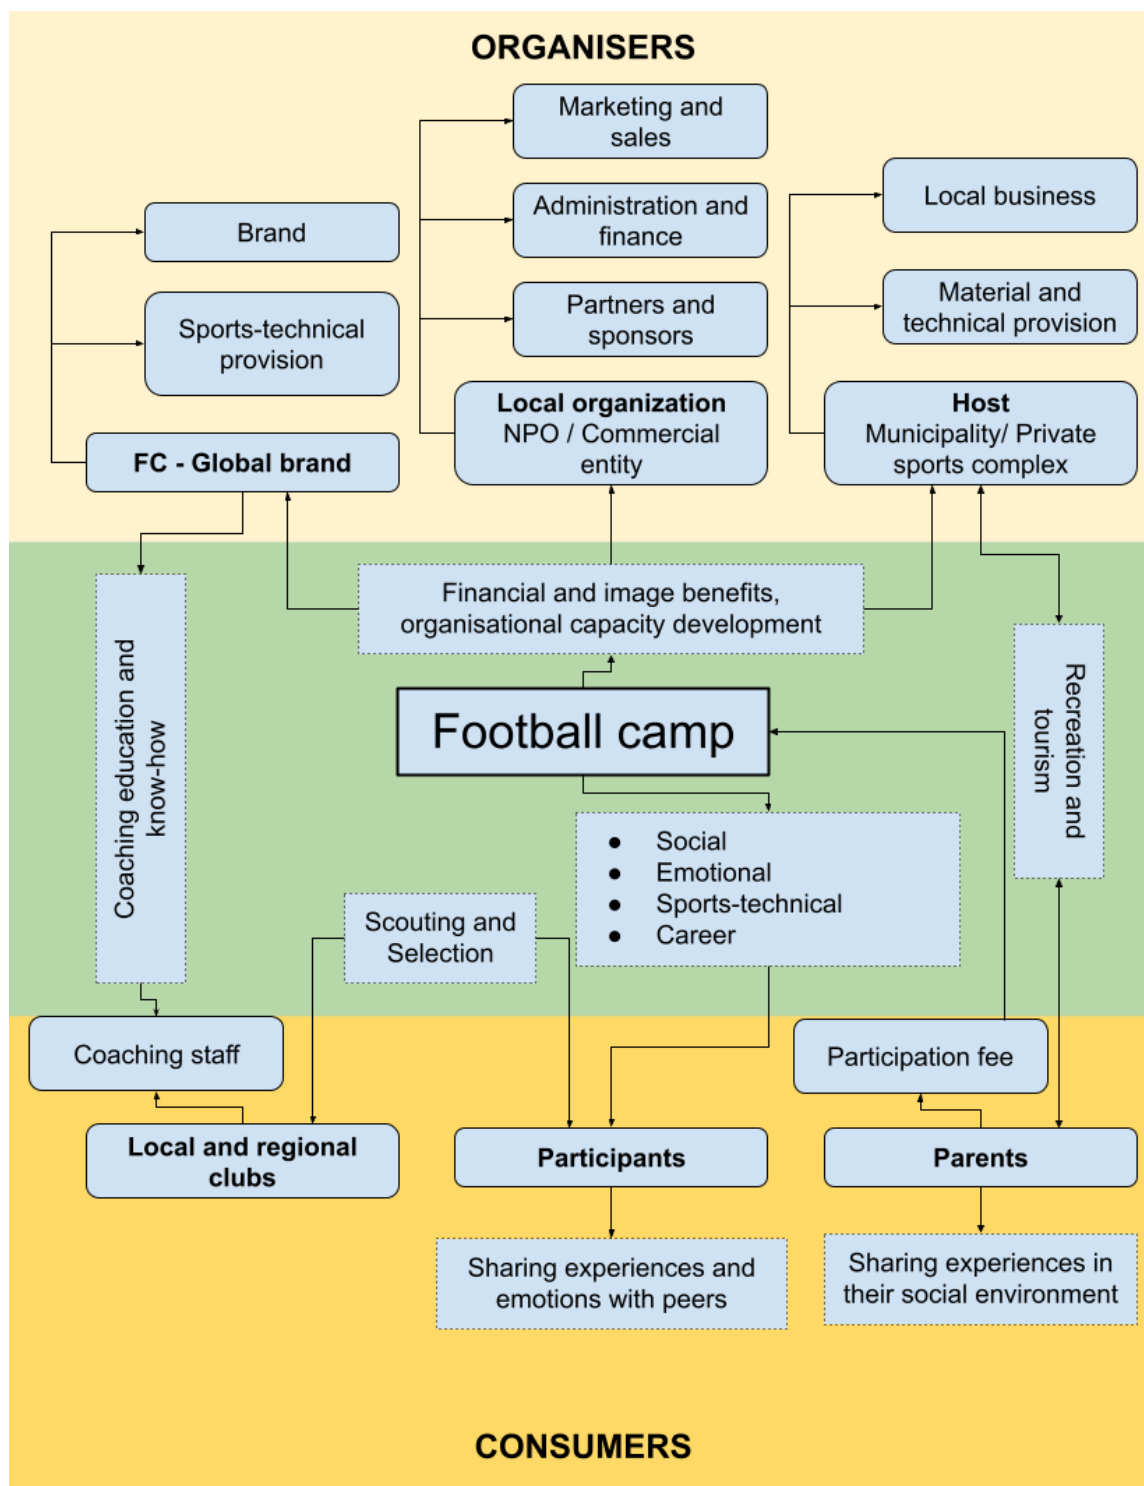 ORGANISERS
Marketing and
sales
Administration and
finance
Partners and
sponsors
Local organization
NPO / Commercial
entity
Brand
Sports-technical
provision
FC - Global brand
Local business
Material and
technical provision
Host
Municipality/ Private
sports complex
Financial and image benefits,
organisational capacity development
Football camp
Coaching education and
know-how
Recreation and
tourism
● Social
● Emotional
● Sports-technical
● Career
Scouting and
Selection
Coaching staff
Participation fee
Local and regional
clubs
Participants
Parents
Sharing experiences and
emotions with peers
Sharing experiences in
their social environment
CONSUMERS